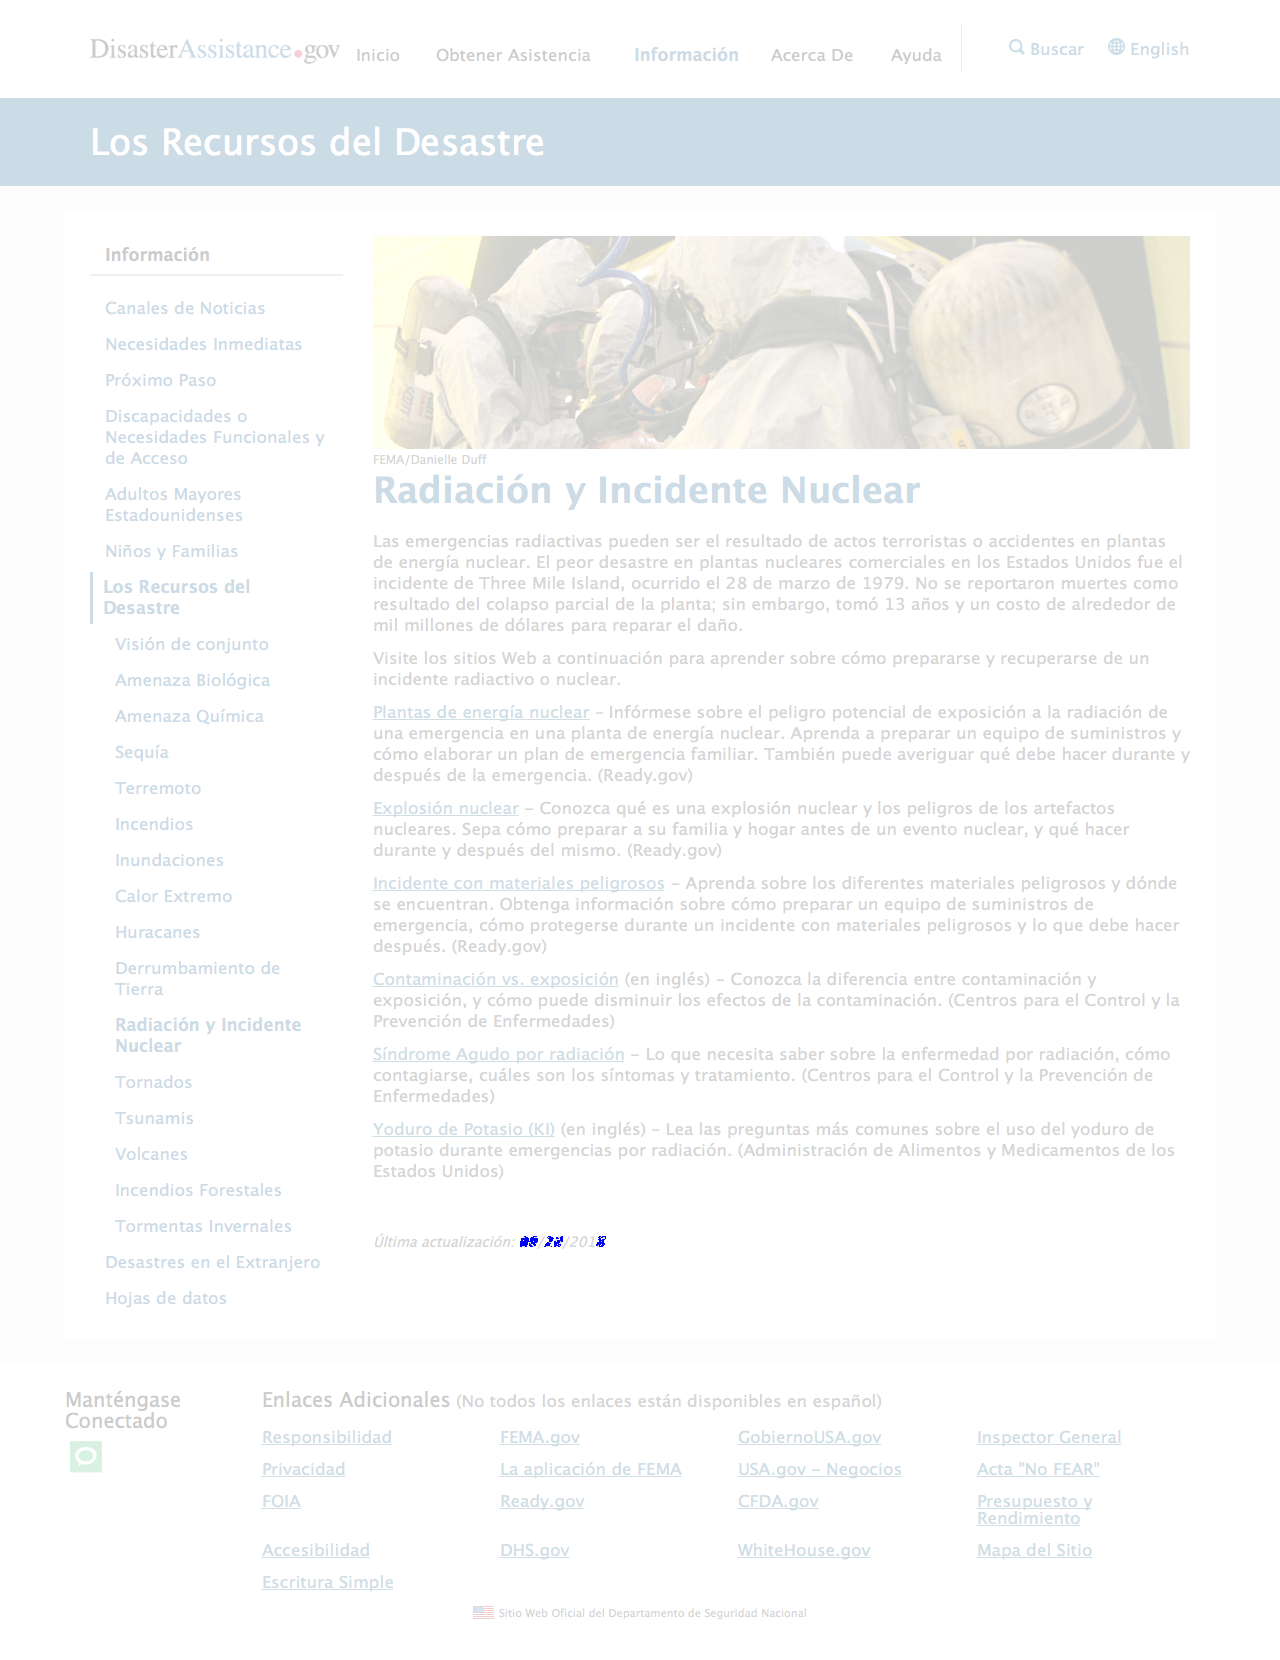 DisasterAssistance.gov
Inicio
Obtener Asistencia
Información
Acerca De
Ayuda
Buscar
English
Los Recursos del Desastre
Información
Canales de Noticias
Necesidades Inmediatas
Próximo Paso
Discapacidades o
Necesidades Funcionales y
de Acceso
Adultos Mayores
Estadounidenses
Niños y Familias
Los Recursos del
Desastre
Visión de conjunto
Amenaza Biológica
Amenaza Química
Sequía
Terremoto
Incendios
Inundaciones
Calor Extremo
Huracanes
Derrumbamiento de
Tierra
Radiación y Incidente
Nuclear
Tornados
Tsunamis
Volcanes
Incendios Forestales
Tormentas Invernales
Desastres en el Extranjero
Hojas de datos
FEMA/Danielle Duff
Radiación y Incidente Nuclear
Las emergencias radiactivas pueden ser el resultado de actos terroristas o accidentes en plantas
de energía nuclear. El peor desastre en plantas nucleares comerciales en los Estados Unidos fue el
incidente de Three Mile Island, ocurrido el 28 de marzo de 1979. No se reportaron muertes como
resultado del colapso parcial de la planta; sin embargo, tomó 13 años y un costo de alrededor de
mil millones de dólares para reparar el daño.
Visite los sitios Web a continuación para aprender sobre cómo prepararse y recuperarse de un
incidente radiactivo o nuclear.
Plantas de energía nuclear – Infórmese sobre el peligro potencial de exposición a la radiación de
una emergencia en una planta de energía nuclear. Aprenda a preparar un equipo de suministros y
cómo elaborar un plan de emergencia familiar. También puede averiguar qué debe hacer durante y
después de la emergencia. (Ready.gov)
Explosión nuclear – Conozca qué es una explosión nuclear y los peligros de los artefactos
nucleares. Sepa cómo preparar a su familia y hogar antes de un evento nuclear, y qué hacer
durante y después del mismo. (Ready.gov)
Incidente con materiales peligrosos – Aprenda sobre los diferentes materiales peligrosos y dónde
se encuentran. Obtenga información sobre cómo preparar un equipo de suministros de
emergencia, cómo protegerse durante un incidente con materiales peligrosos y lo que debe hacer
después. (Ready.gov)
Contaminación vs. exposición (en inglés) – Conozca la diferencia entre contaminación y
exposición, y cómo puede disminuir los efectos de la contaminación. (Centros para el Control y la
Prevención de Enfermedades)
Síndrome Agudo por radiación – Lo que necesita saber sobre la enfermedad por radiación, cómo
contagiarse, cuáles son los síntomas y tratamiento. (Centros para el Control y la Prevención de
Enfermedades)
Yoduro de Potasio (KI) (en inglés) – Lea las preguntas más comunes sobre el uso del yoduro de
potasio durante emergencias por radiación. (Administración de Alimentos y Medicamentos de los
Estados Unidos)
Última actualización:
Manténgase
Conectado
Enlaces Adicionales (No todos los enlaces están disponibles en español)
Responsibilidad
FEMA.gov
GobiernoUSA.gov
Inspector General
Privacidad
La aplicación de FEMA
USA.gov – Negocios
Acta "No FEAR"
FOIA
Ready.gov
CFDA.gov
Presupuesto y
Rendimiento
Accesibilidad
DHS.gov
WhiteHouse.gov
Mapa del Sitio
Escritura Simple
Sitio Web Oficial del Departamento de Seguridad Nacional